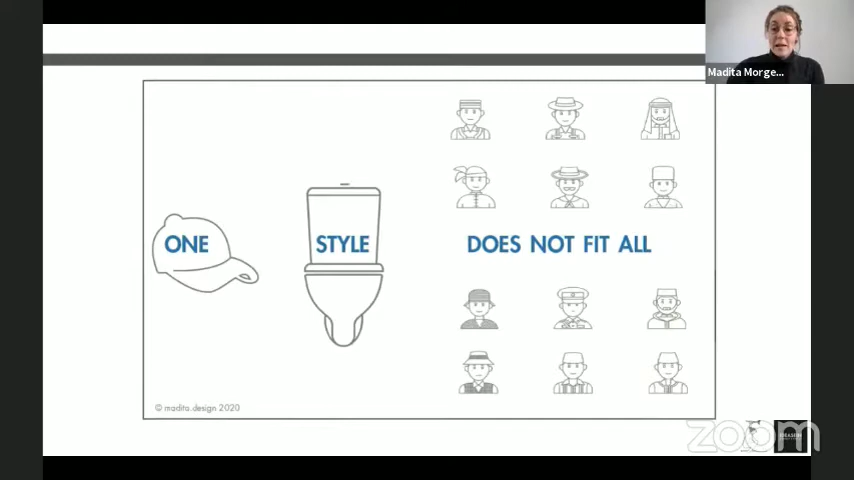 Madita Morge...
ONE STYLE DOES NOT FIT ALL
© madita.design 2020
zoom